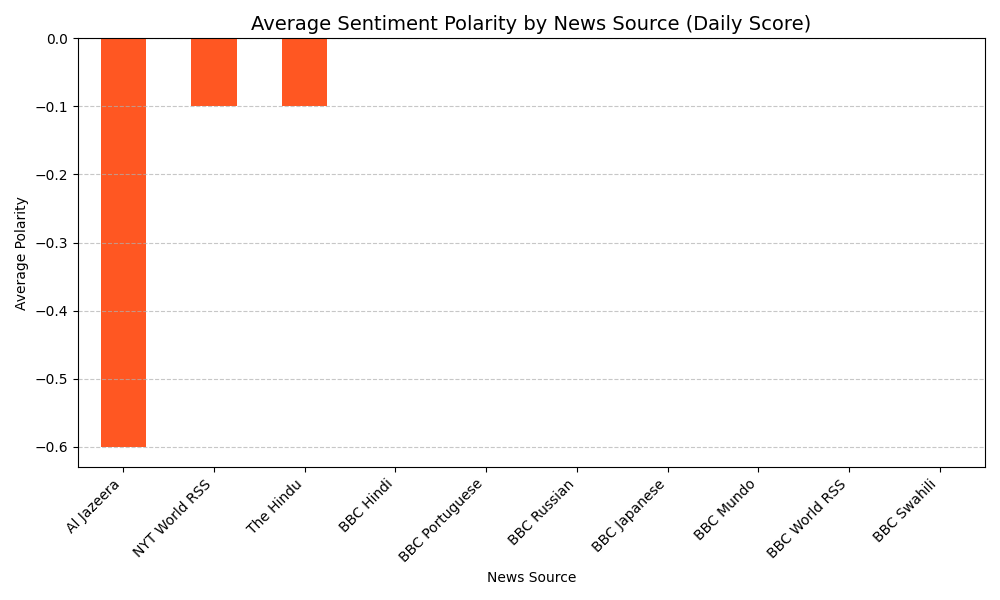 Average Sentiment Polarity by News Source (Daily Score)
Average Polarity
0.0
−0.1
−0.2
−0.3
−0.4
−0.5
−0.6
Al Jazeera
NYT World RSS
The Hindu
BBC Hindi
BBC Portuguese
BBC Russian
BBC Japanese
BBC Mundo
BBC World RSS
BBC Swahili
News Source